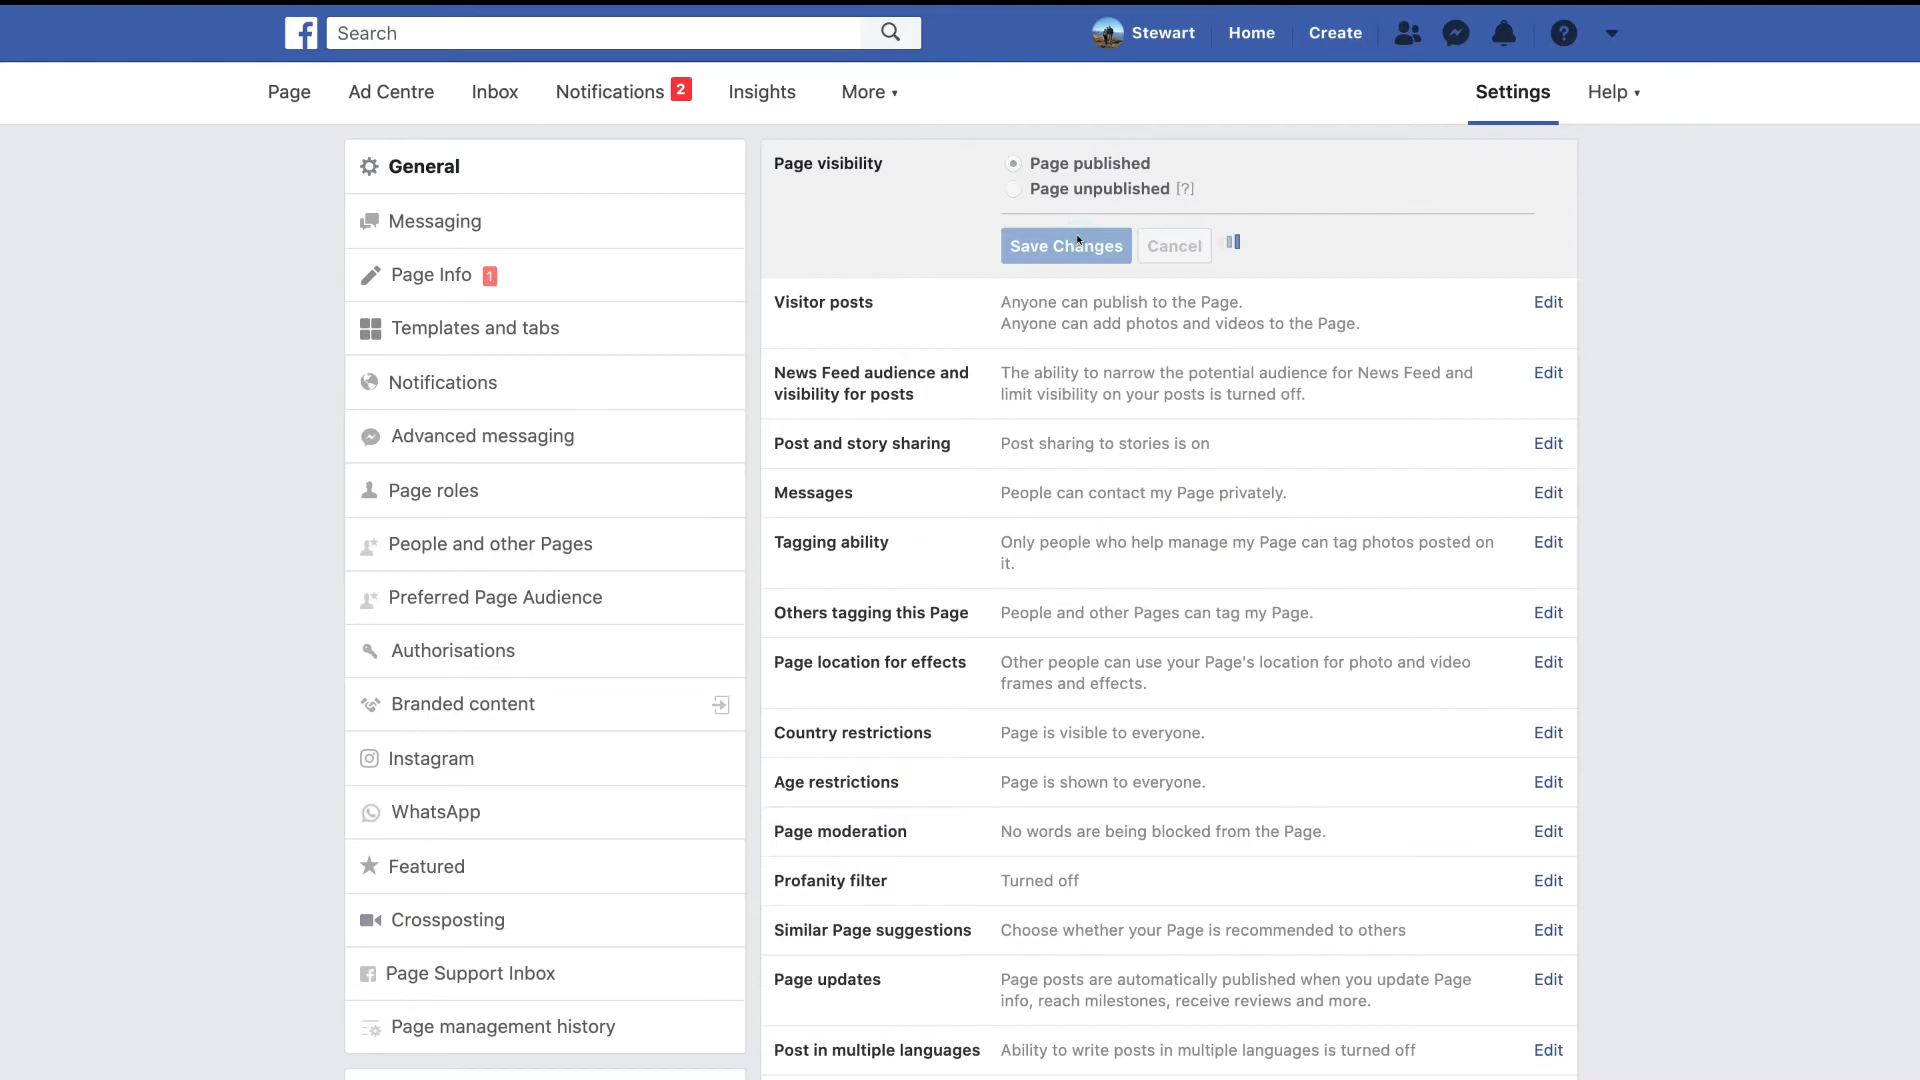 Search
Stewart
Home
Create
Page
Ad Centre
Inbox
Notifications 2
Insights
More
Settings
Help
General
Messaging
Page Info 1
Templates and tabs
Notifications
Advanced messaging
Page roles
People and other Pages
Preferred Page Audience
Authorisations
Branded content
Instagram
WhatsApp
Featured
Crossposting
Page Support Inbox
Page management history
Page visibility
Page published
Page unpublished [?]
Save Changes
Cancel
Visitor posts
Anyone can publish to the Page.
Anyone can add photos and videos to the Page.
Edit
News Feed audience and
visibility for posts
The ability to narrow the potential audience for News Feed and
limit visibility on your posts is turned off.
Edit
Post and story sharing
Post sharing to stories is on
Edit
Messages
People can contact my Page privately.
Edit
Tagging ability
Only people who help manage my Page can tag photos posted on
it.
Edit
Others tagging this Page
People and other Pages can tag my Page.
Edit
Page location for effects
Other people can use your Page's location for photo and video
frames and effects.
Edit
Country restrictions
Page is visible to everyone.
Edit
Age restrictions
Page is shown to everyone.
Edit
Page moderation
No words are being blocked from the Page.
Edit
Profanity filter
Turned off
Edit
Similar Page suggestions
Choose whether your Page is recommended to others
Edit
Page updates
Page posts are automatically published when you update Page
info, reach milestones, receive reviews and more.
Edit
Post in multiple languages
Ability to write posts in multiple languages is turned off
Edit